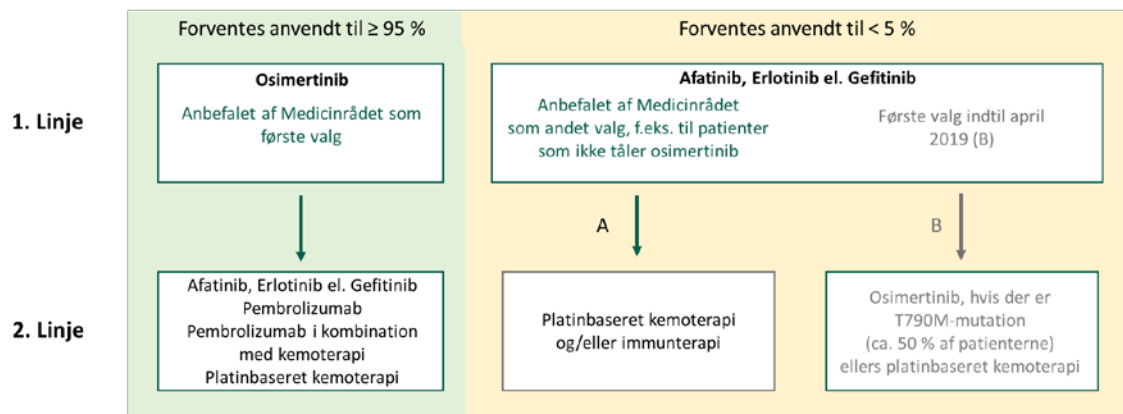 Forventes anvendt til ≥ 95 %
Forventes anvendt til < 5 %
1. Linje
Osimertinib
Anbefalet af Medicinrådet som
første valg
Afatinib, Erlotinib el. Gefitinib
Anbefalet af Medicinrådet
som andet valg, f.eks. til patienter
som ikke tåler osimertinib
Første valg indtil april
2019 (B)
A
B
2. Linje
Afatinib, Erlotinib el. Gefitinib
Pembrolizumab
Pembrolizumab i kombination
med kemoterapi
Platinbaseret kemoterapi
Platinbaseret kemoterapi
og/eller immunterapi
Osimertinib, hvis der er
T790M-mutation
(ca. 50 % af patienterne)
ellers platinbaseret kemoterapi